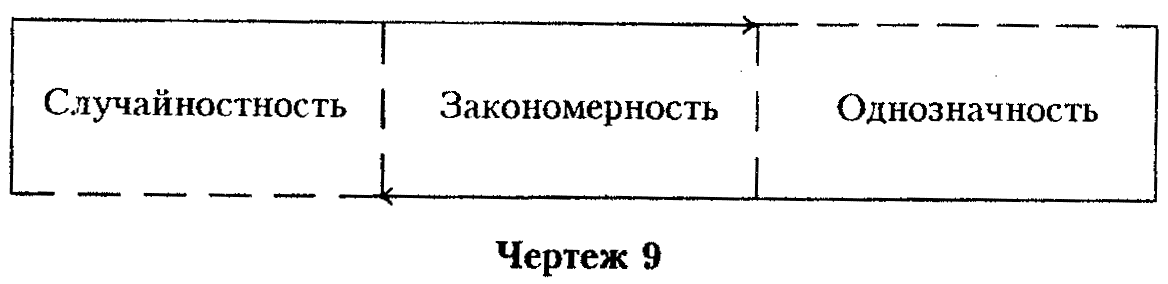 Случайностность Закономерность Однозначность
Чертеж 9